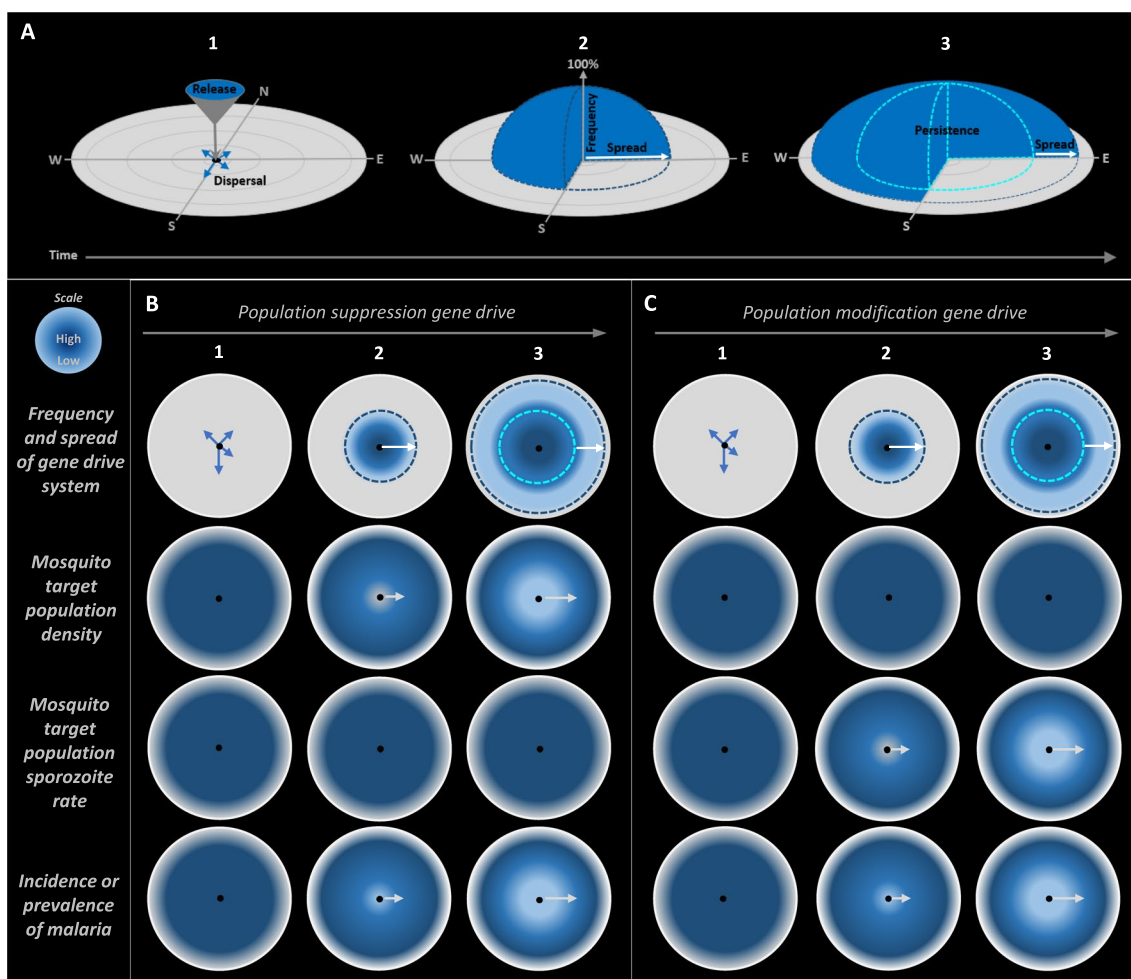 A
1
2
3
Release
N
W
E
Dispersal
S
100%
Frequency
Spread
W
E
S
Persistence
Spread
W
E
S
Time
Scale
High
Low
B
Population suppression gene drive
1
2
3
C
Population modification gene drive
1
2
3
Frequency
and spread
of gene drive
system
Mosquito
target
population
density
Mosquito
target
population
sporozoite
rate
Incidence or
prevalence
of malaria